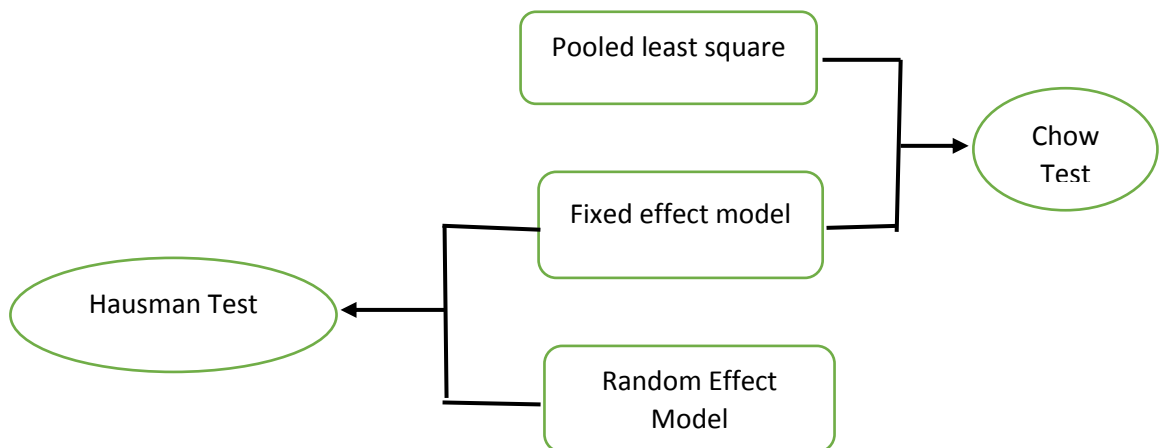 Pooled least square
Chow
Test
Fixed effect model
Hausman Test
Random Effect
Model